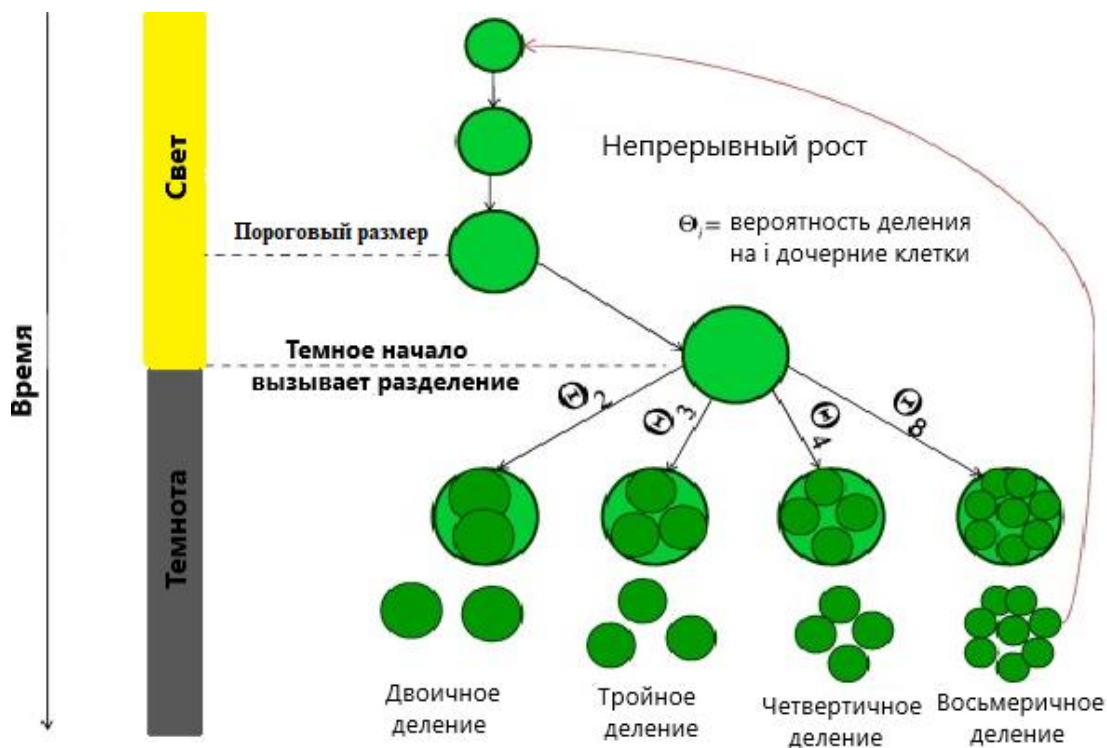 Время
Свет
Темнота
Непрерывный рост
Пороговый размер
Θi= вероятность деления
на i дочерние клетки
Темное начало
вызывает разделение
Θ2
Θ3
Θ4
Θ8
Двоичное
деление
Тройное
деление
Четвертичное
деление
Восьмеричное
деление